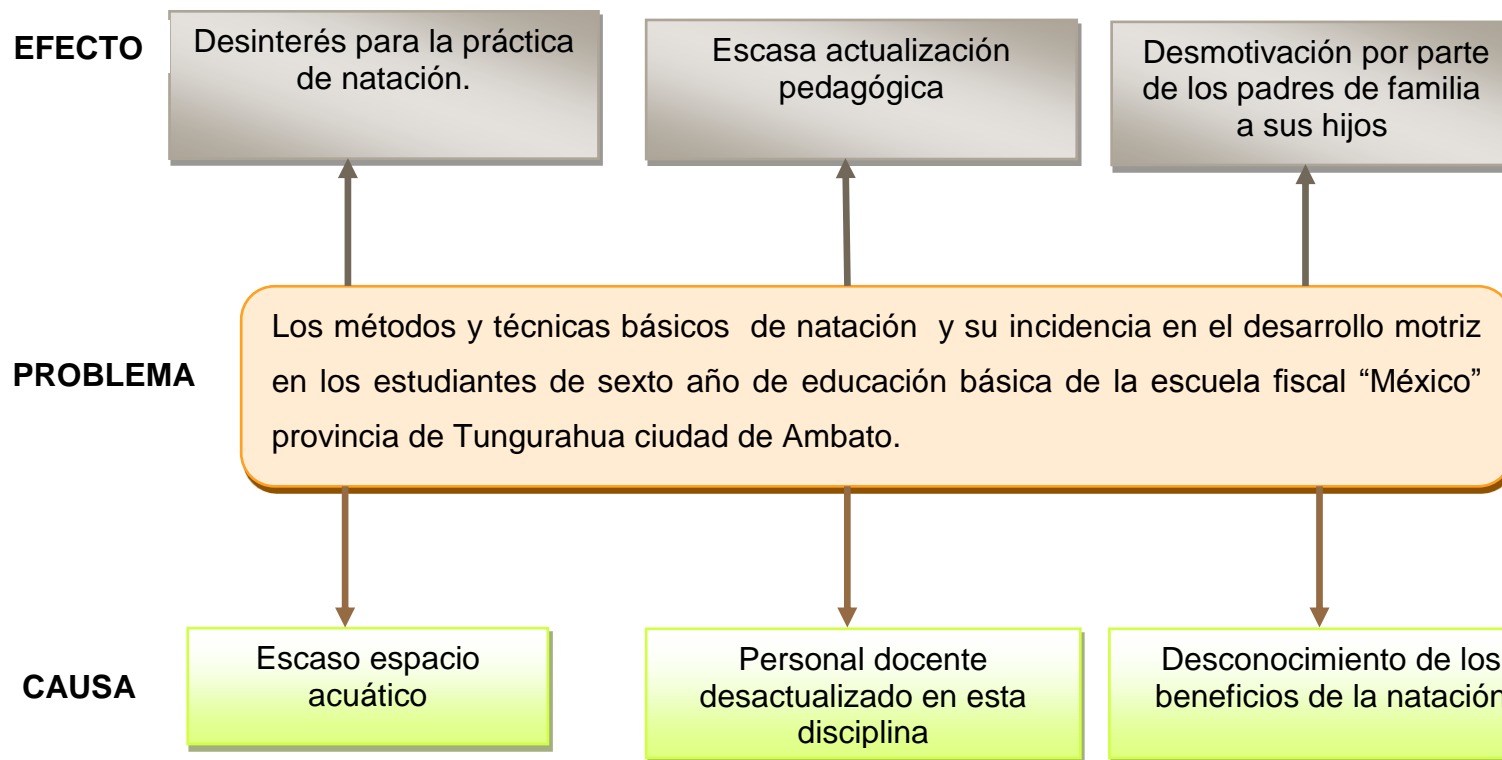 EFECTO
Desinterés para la práctica
de natación.
Escasa actualización
pedagógica
Desmotivación por parte
de los padres de familia
a sus hijos
PROBLEMA
Los métodos y técnicas básicos de natación y su incidencia en el desarrollo motriz
en los estudiantes de sexto año de educación básica de la escuela fiscal “México”
provincia de Tungurahua ciudad de Ambato.
CAUSA
Escaso espacio
acuático
Personal docente
desactualizado en esta
disciplina
Desconocimiento de los
beneficios de la natación